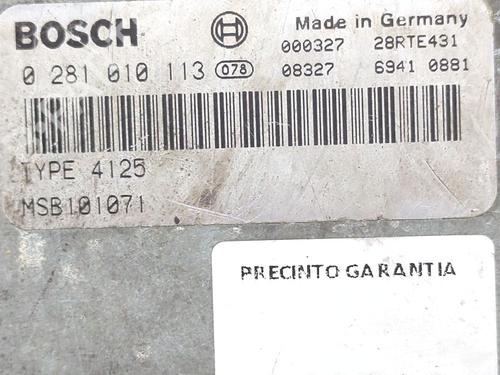 BOSCH
Made in Germany
000327 28RTE431
0 281 010 113 078 08327 6941 0881
TYPE 4125
MSB101071
PRECINTO GARANTIA